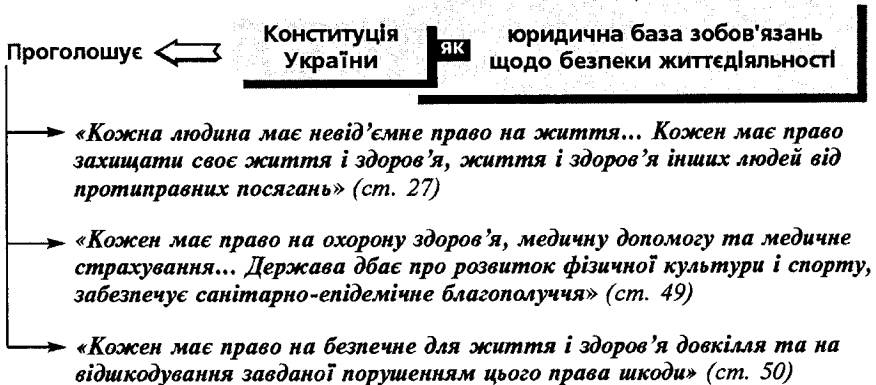 Проголошує
Конституція
України
як
юридична база зобов'язань
щодо безпеки життєдіяльності
«Кожна людина має невід’ємне право на життя... Кожен має право
захищати своє життя і здоров’я, життя і здоров’я інших людей від
протиправних посягань» (ст. 27)
«Кожен має право на охорону здоров’я, медичну допомогу та медичне
страхування... Держава дбає про розвиток фізичної культури і спорту,
забезпечує санітарно-епідемічне благополуччя» (ст. 49)
«Кожен має право на безпечне для життя і здоров’я довкілля та на
відшкодування завданої порушенням цього права шкоди» (ст. 50)